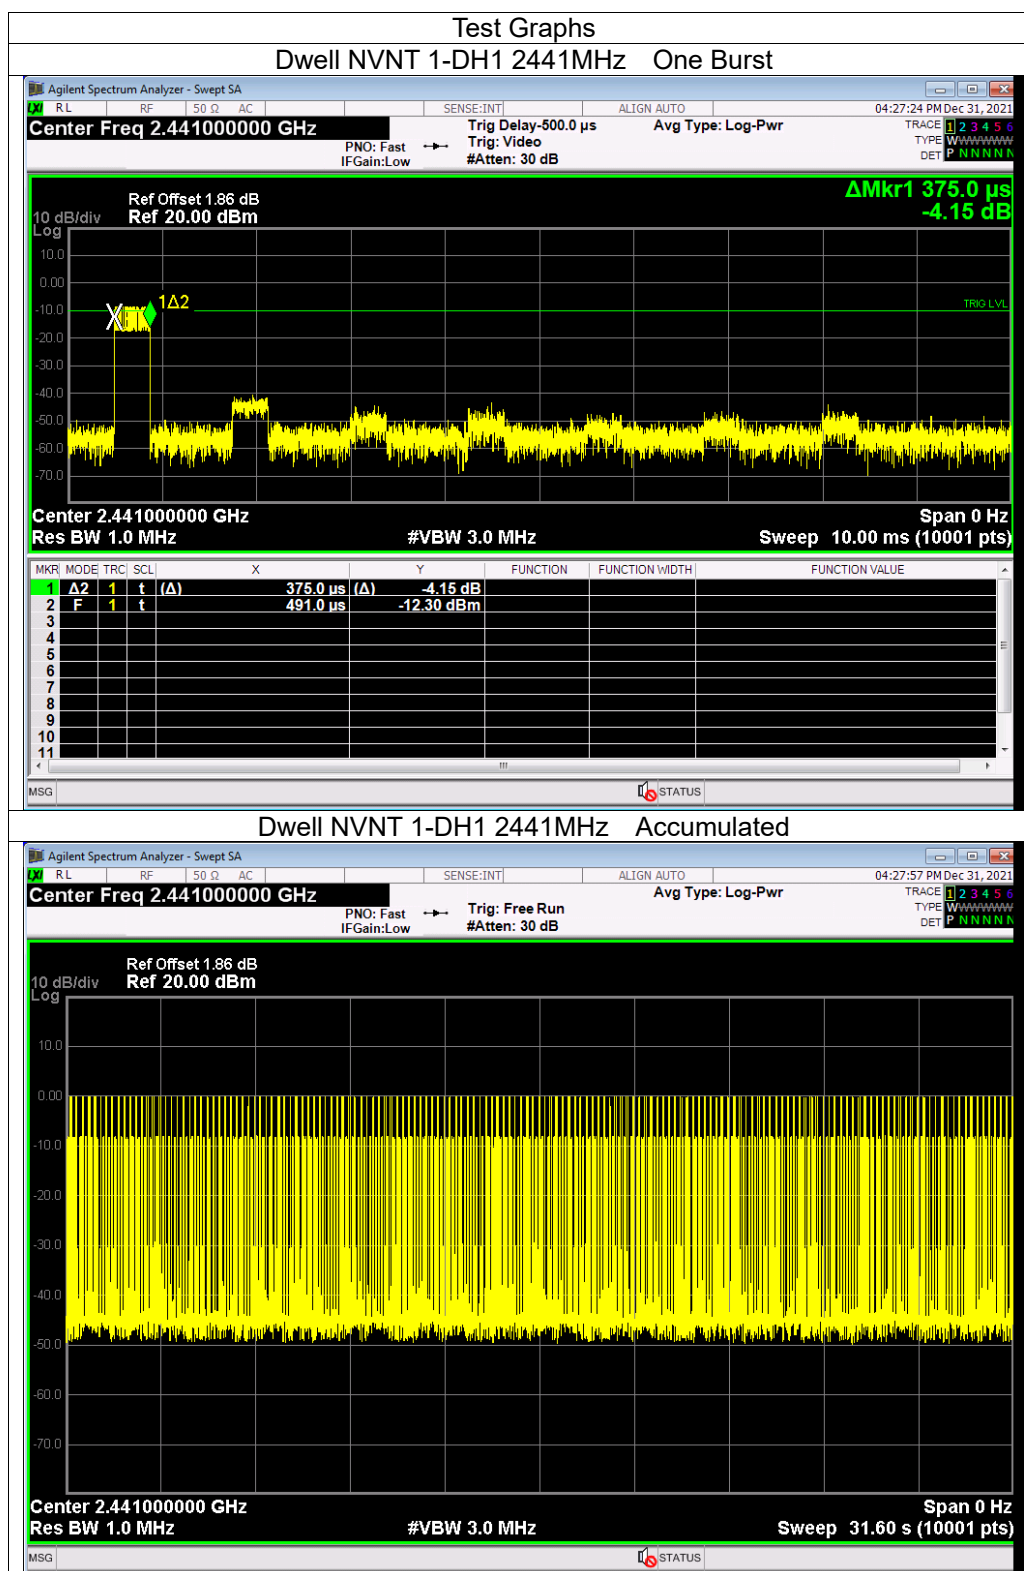 Test Graphs
Dwell NVNT 1-DH1 2441MHz One Burst
Agilent Spectrum Analyzer - Swept SA
LXI RL RF 50 Ω AC SENSE:INT ALIGN AUTO 04:27:24 PM Dec 31, 2021
Center Freq 2.441000000 GHz Trig Delay-500.0 µs Avg Type: Log-Pwr TRACE 1 2 3 4 5 6
PNO: Fast Trig: Video TYPE WWWWWWW
IFGain:Low #Atten: 30 dB DET P NNNNN
ΔMkr1 375.0 µs
Ref Offset 1.86 dB -4.15 dB
10 dB/div Ref 20.00 dBm
Log
10.0
0.00
1Δ2
TRIG LVL
-10.0
-20.0
-30.0
-40.0
-50.0
-60.0
-70.0
Center 2.441000000 GHz Span 0 Hz
Res BW 1.0 MHz #VBW 3.0 MHz Sweep 10.00 ms (10001 pts)
MKR MODE TRC SCL X Y FUNCTION FUNCTION WIDTH FUNCTION VALUE
1 Δ2 1 t (Δ) 375.0 µs (Δ) -4.15 dB
2 F 1 t 491.0 µs -12.30 dBm
3
4
5
6
7
8
9
10
11
MSG STATUS
Dwell NVNT 1-DH1 2441MHz Accumulated
Agilent Spectrum Analyzer - Swept SA
LXI RL RF 50 Ω AC SENSE:INT ALIGN AUTO 04:27:57 PM Dec 31, 2021
Center Freq 2.441000000 GHz Avg Type: Log-Pwr TRACE 1 2 3 4 5 6
PNO: Fast Trig: Free Run TYPE WWWWWWW
IFGain:Low #Atten: 30 dB DET P NNNNN
Ref Offset 1.86 dB
10 dB/div Ref 20.00 dBm
Log
10.0
0.00
-10.0
-20.0
-30.0
-40.0
-50.0
-60.0
-70.0
Center 2.441000000 GHz Span 0 Hz
Res BW 1.0 MHz #VBW 3.0 MHz Sweep 31.60 s (10001 pts)
MSG STATUS